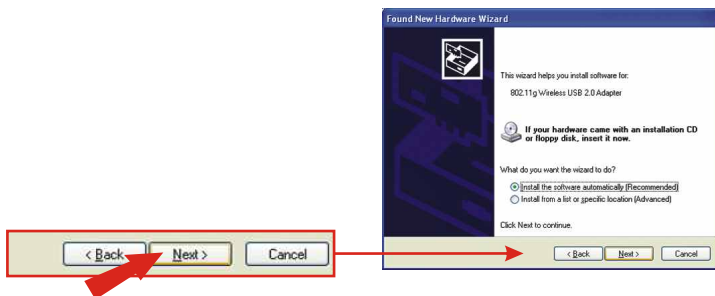 Found New Hardware Wizard
This wizard helps you install software for:
802.11g Wireless USB 2.0 Adapter
If your hardware came with an installation CD
or floppy disk, insert it now.
What do you want the wizard to do?
Install the software automatically (Recommended)
Install from a list or specific location (Advanced)
Click Next to continue.
< Back Next > Cancel
< Back Next > Cancel